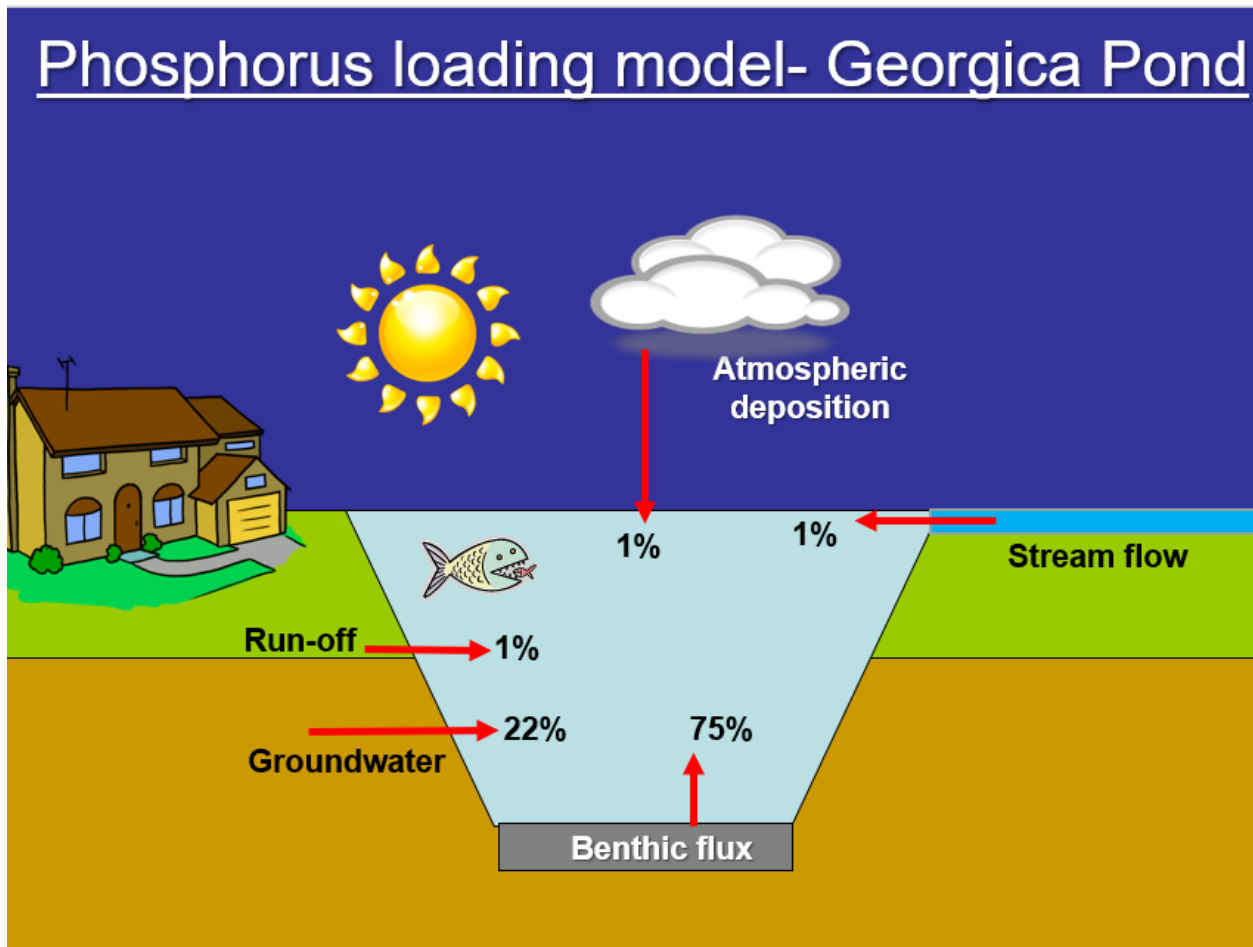 Phosphorus loading model- Georgica Pond
Atmospheric
deposition
1%
1%
Stream flow
Run-off
1%
22%
75%
Groundwater
Benthic flux